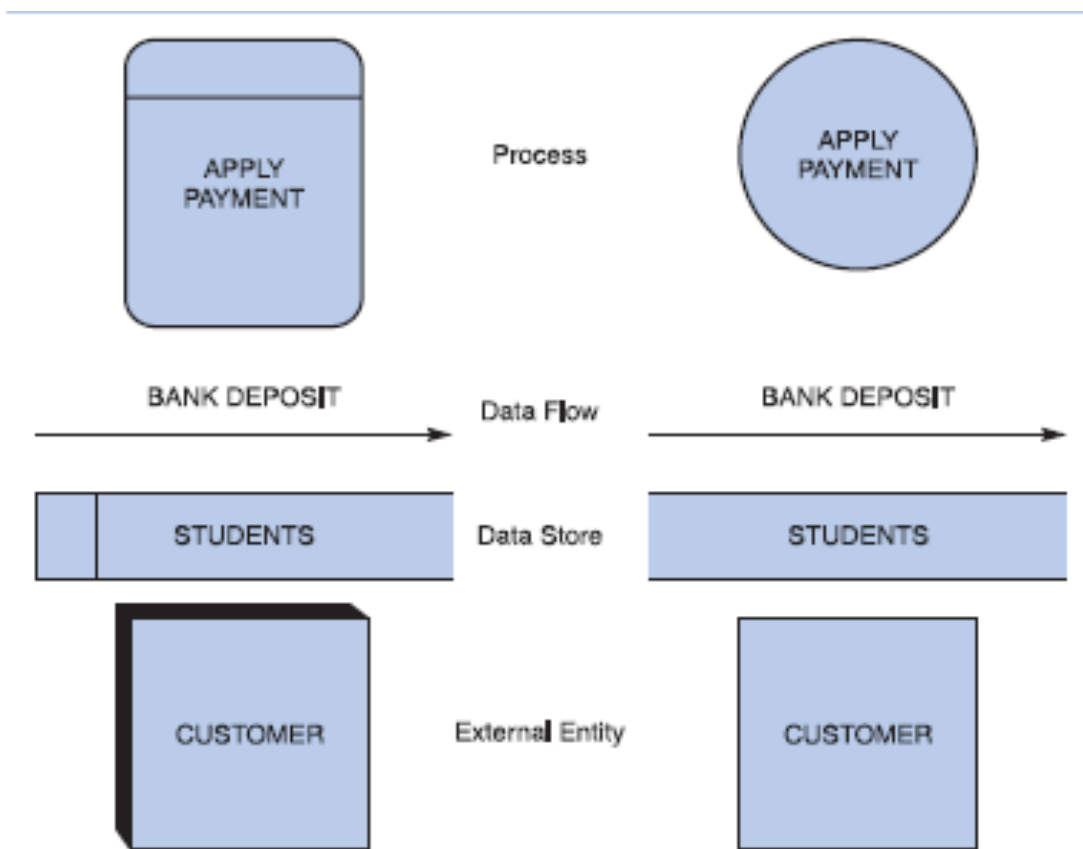 APPLY
PAYMENT
Process
APPLY
PAYMENT
BANK DEPOSIT
Data Flow
BANK DEPOSIT
STUDENTS
Data Store
STUDENTS
CUSTOMER
External Entity
CUSTOMER